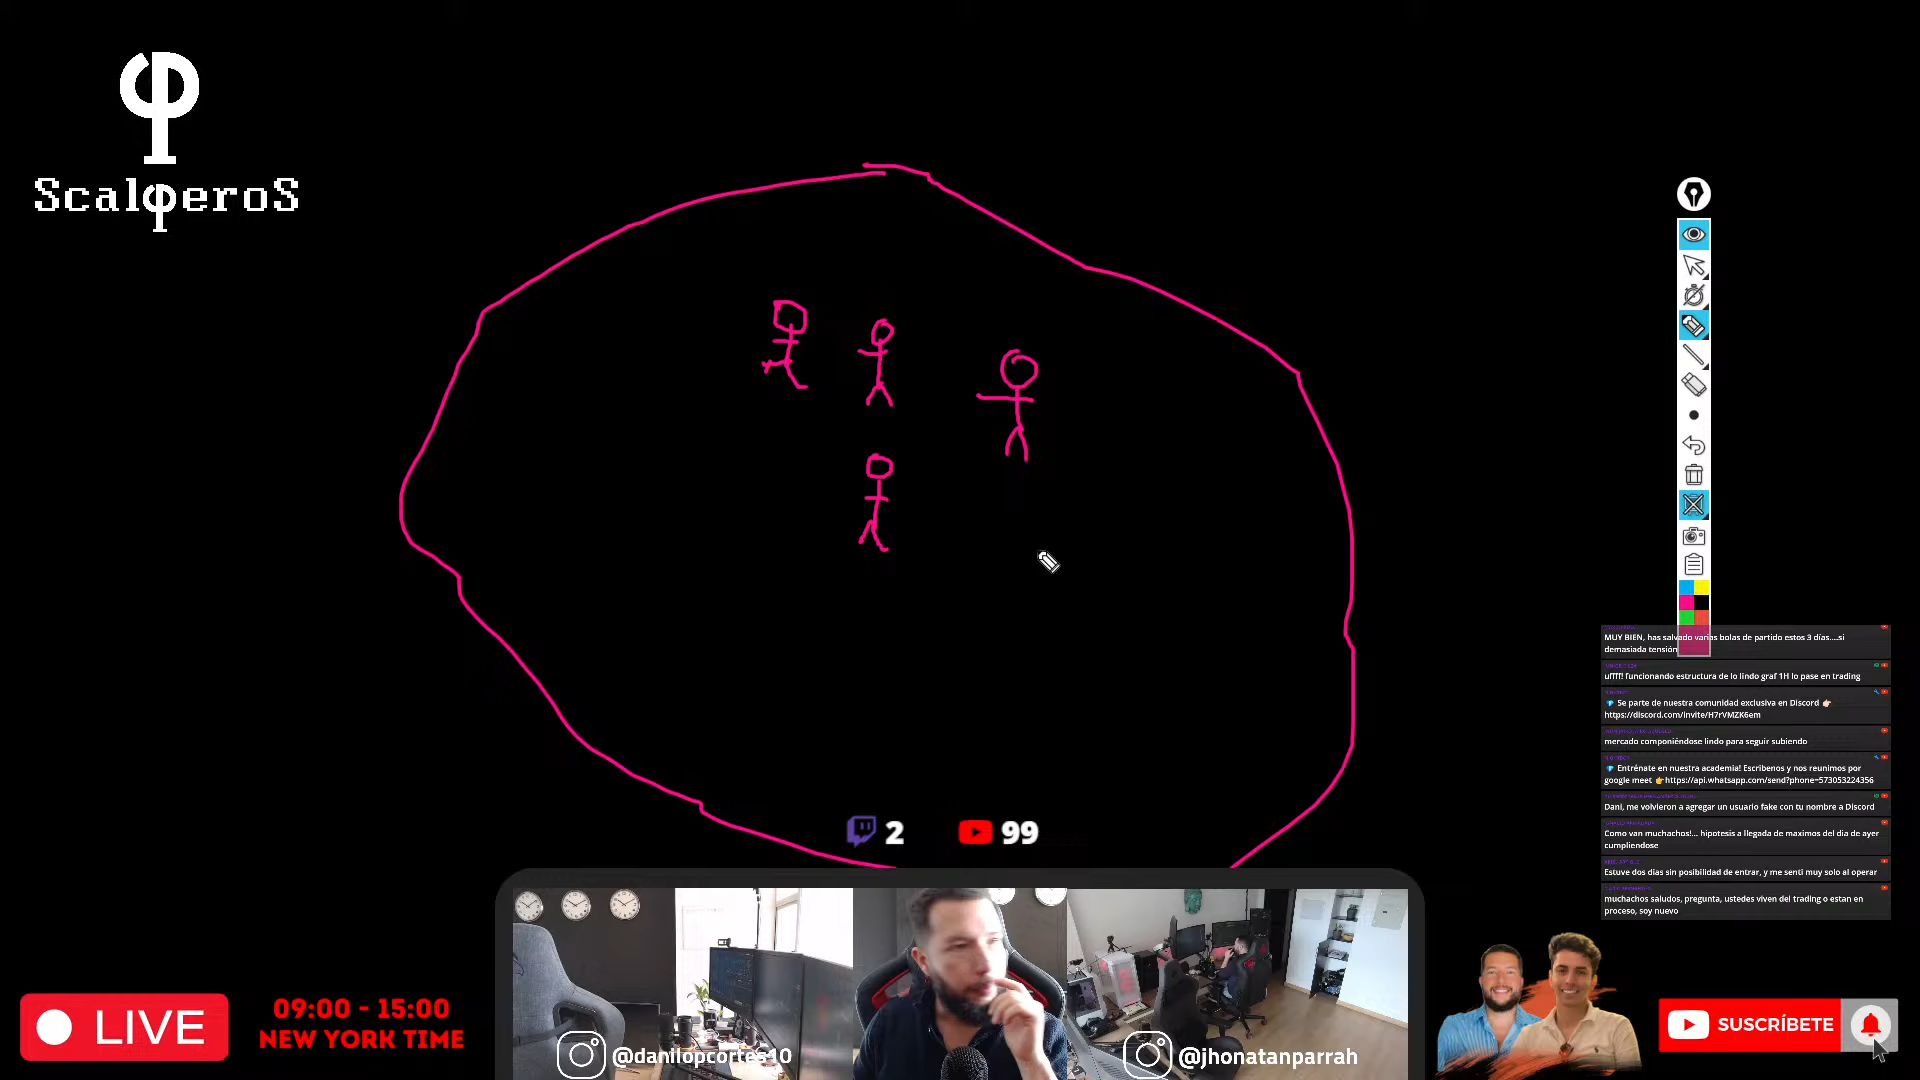 ScalφeroS
MUY BIEN, has salvado varias bolas de partido estos 3 días....si
demasiada tensión
uffff! funcionando estructura de lo lindo graf 1H lo pase en trading
💎 Se parte de nuestra comunidad exclusiva en Discord 👉🏻
https://discord.com/invite/H7rVMZK6em
mercado componiéndose lindo para seguir subiendo
💎 Entrénate en nuestra academia! Escribenos y nos reunimos por
google meet 👉https://api.whatsapp.com/send?phone=573053224356
Dani, me volvieron a agregar un usuario fake con tu nombre a Discord
Como van muchachos!... hipotesis a llegada de maximos del dia de ayer
cumpliendose
Estuve dos dias sin posibilidad de entrar, y me senti muy solo al operar
muchachos saludos, pregunta, ustedes viven del trading o estan en
proceso, soy nuevo
2
99
LIVE
09:00 - 15:00
NEW YORK TIME
@danilopcortes10
@jhonatanparrah
SUSCRÍBETE